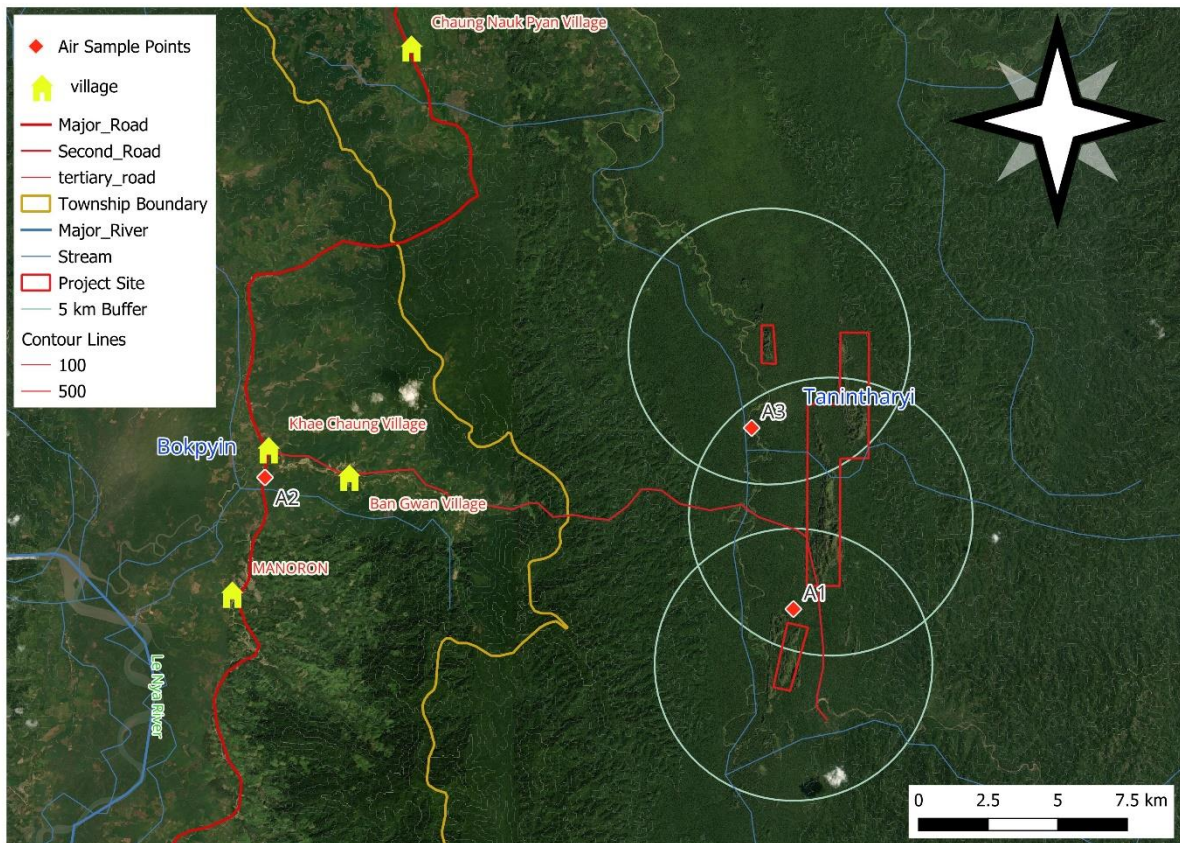 Air Sample Points
village
Major_Road
Second_Road
tertiary_road
Township Boundary
Major_River
Stream
Project Site
5 km Buffer
Contour Lines
100
500
Chaung Nauk Pyan Village
Khae Chaung Village
Bokpyin
A2
Ban Gwan Village
MANORON
Le Nya River
Tanintharyi
A3
A1
0 2.5 5 7.5 km